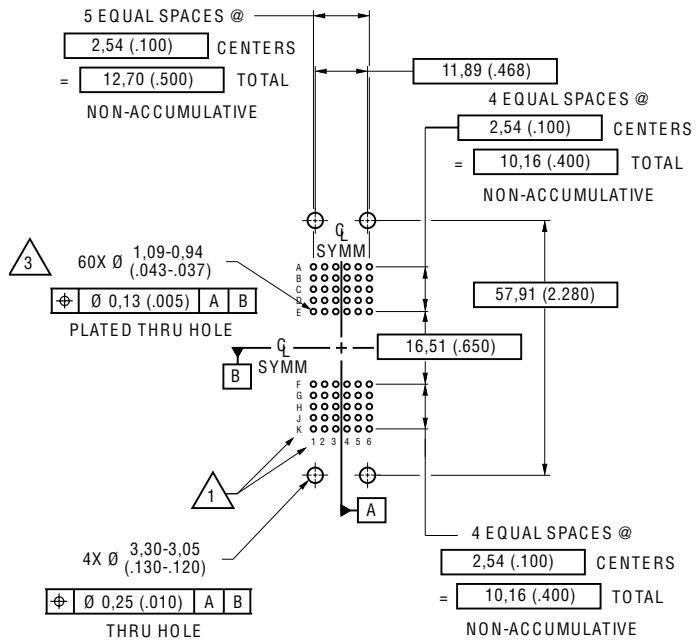 5 EQUAL SPACES @
2,54 (.100) CENTERS
= 12,70 (.500) TOTAL
NON-ACCUMULATIVE
11,89 (.468)
4 EQUAL SPACES @
2,54 (.100) CENTERS
= 10,16 (.400) TOTAL
NON-ACCUMULATIVE
CL
SYMM
3
60X Ø 1,09-0,94
(.043-.037)
⌖ Ø 0,13 (.005) A B
PLATED THRU HOLE
A
B
C
D
E
57,91 (2.280)
16,51 (.650)
CL
SYMM
B
F
G
H
J
K
1 2 3 4 5 6
1
A
4X Ø 3,30-3,05
(.130-.120)
⌖ Ø 0,25 (.010) A B
THRU HOLE
4 EQUAL SPACES @
2,54 (.100) CENTERS
= 10,16 (.400) TOTAL
NON-ACCUMULATIVE